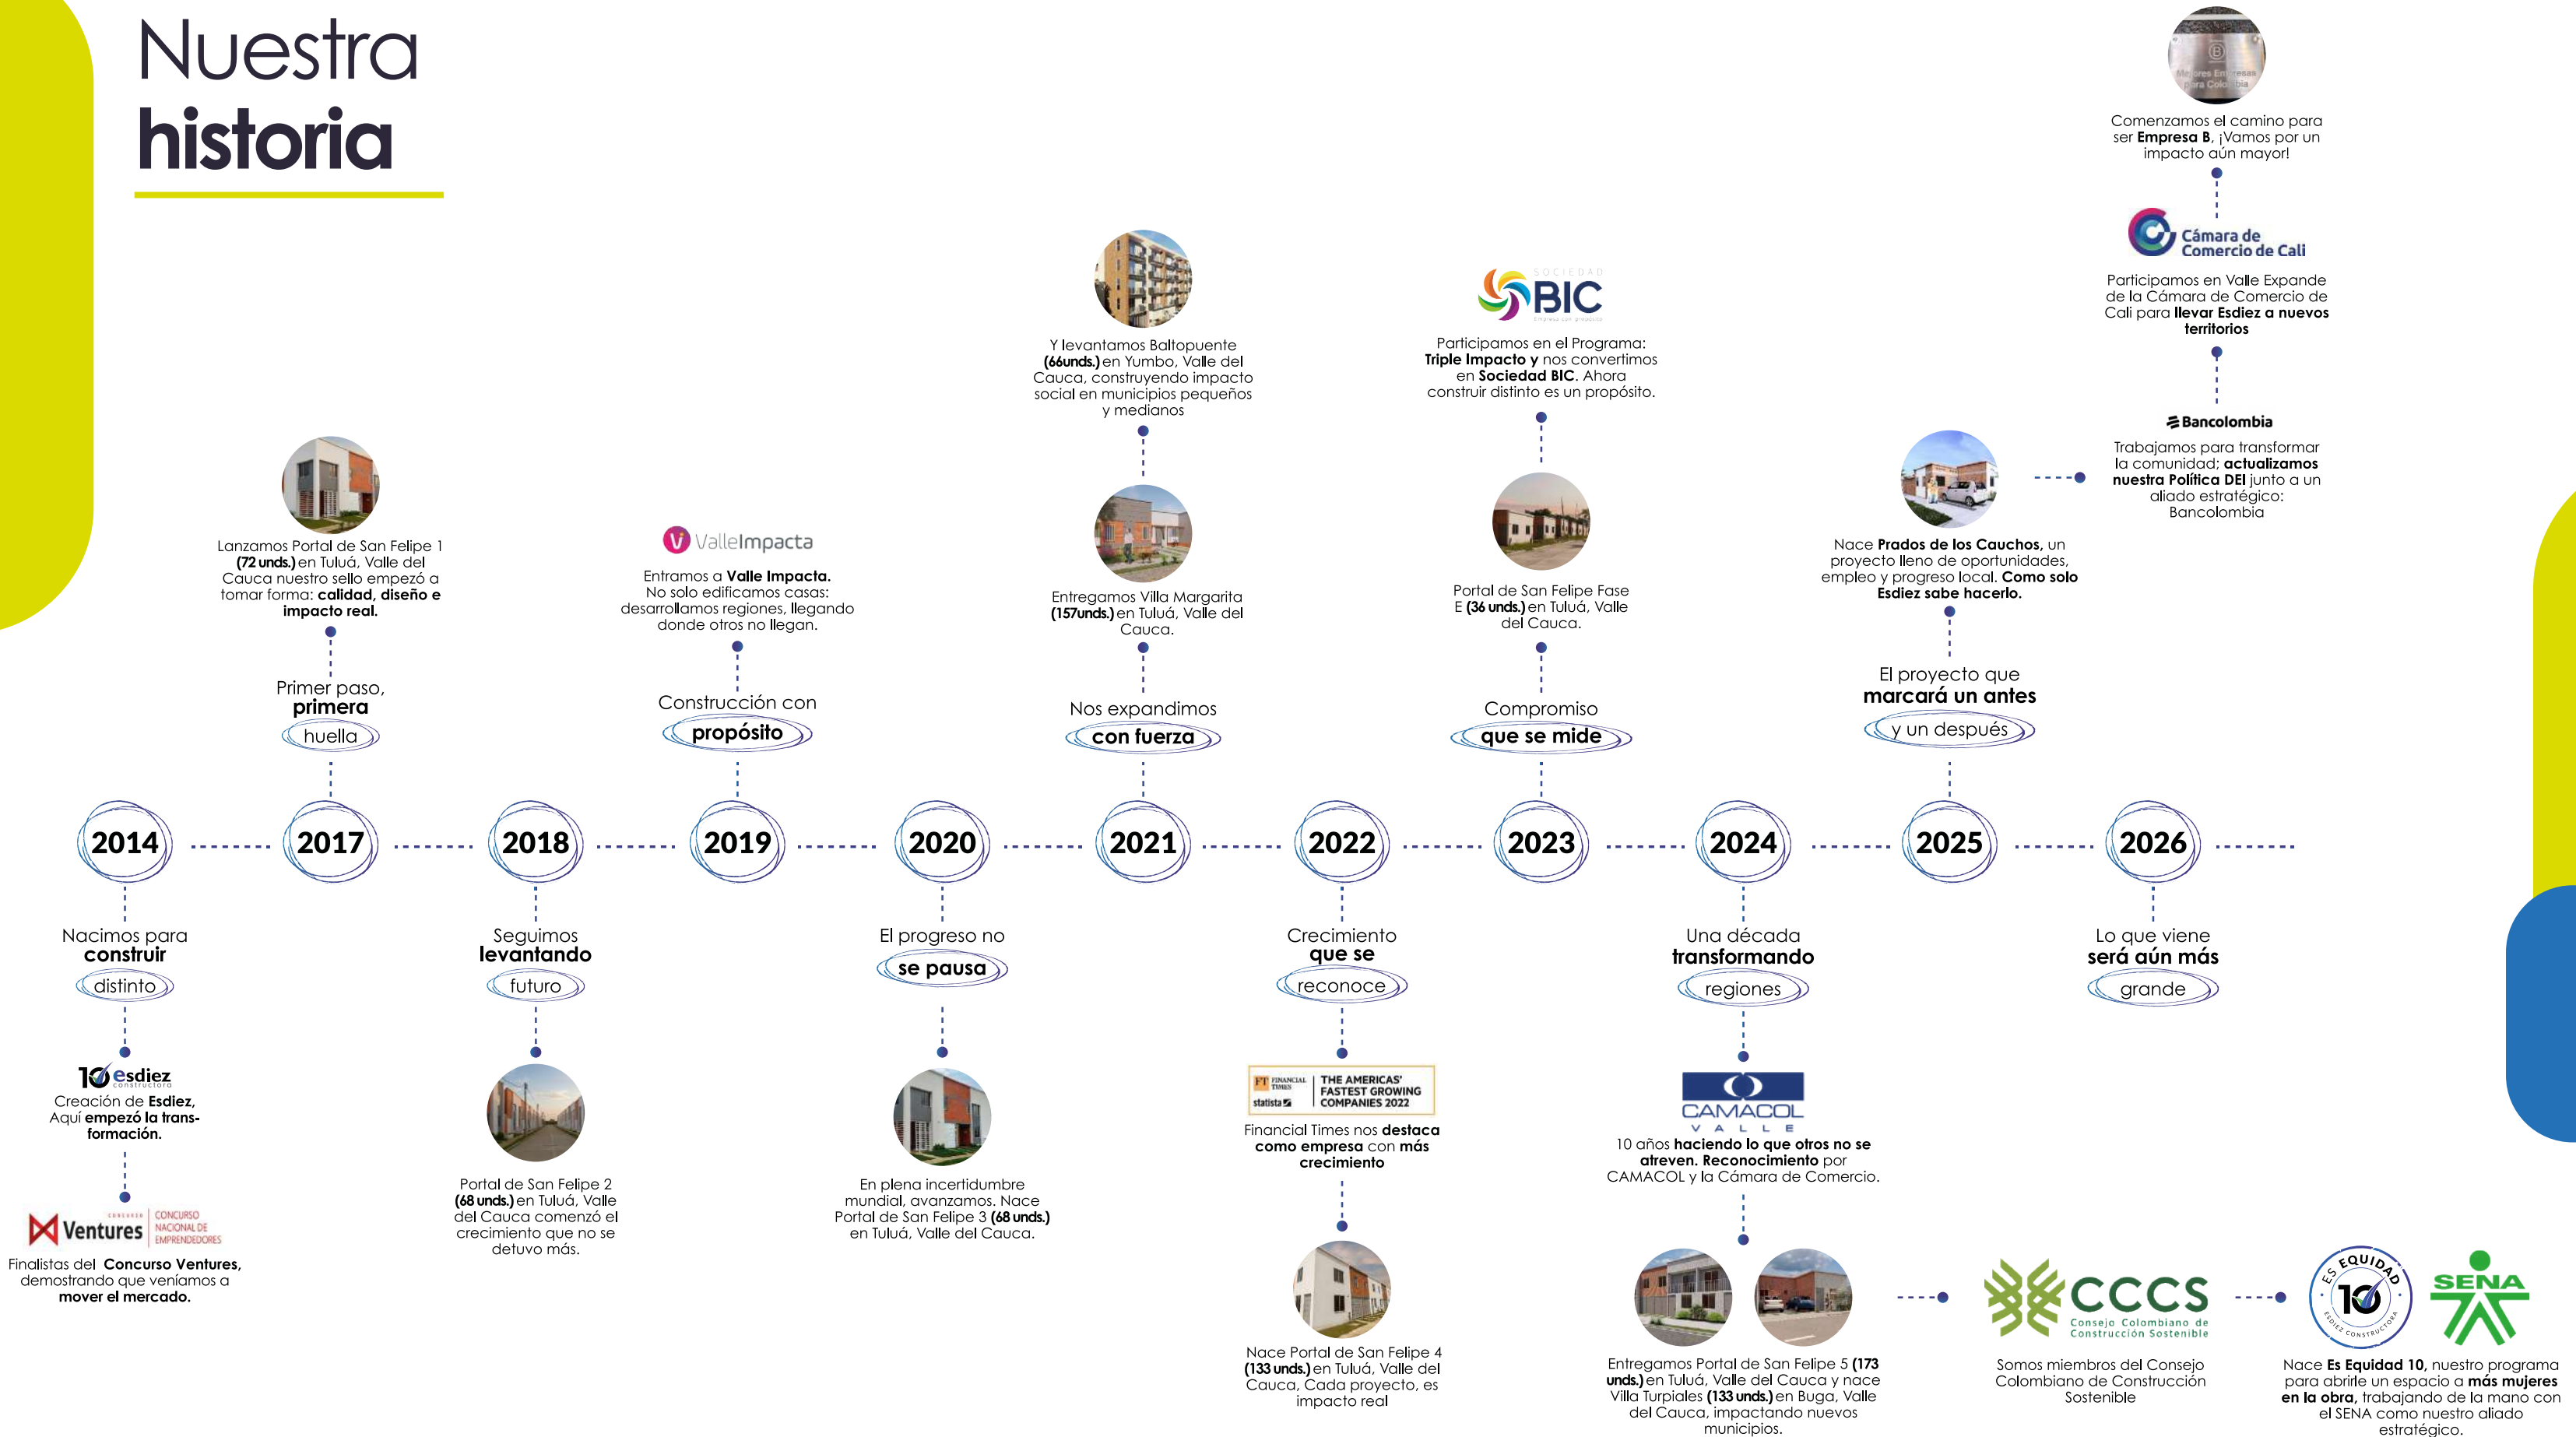 Nuestra
historia
2014
Nacimos para
construir
distinto
10 esdiez
constructora
Creación de Esdiez,
Aquí empezó la trans-
formación.
CONCURSO
Ventures
CONCURSO
NACIONAL DE
EMPRENDEDORES
Finalistas del Concurso Ventures,
demostrando que veníamos a
mover el mercado.
2017
Primer paso,
primera
huella
Lanzamos Portal de San Felipe 1
(72 unds.) en Tuluá, Valle del
Cauca nuestro sello empezó a
tomar forma: calidad, diseño e
impacto real.
2018
Seguimos
levantando
futuro
Portal de San Felipe 2
(68 unds.) en Tuluá, Valle
del Cauca comenzó el
crecimiento que no se
detuvo más.
2019
Construcción con
propósito
ValleImpacta
Entramos a Valle Impacta.
No solo edificamos casas:
desarrollamos regiones, llegando
donde otros no llegan.
2020
El progreso no
se pausa
En plena incertidumbre
mundial, avanzamos. Nace
Portal de San Felipe 3 (68 unds.)
en Tuluá, Valle del Cauca.
2021
Nos expandimos
con fuerza
Entregamos Villa Margarita
(157unds.) en Tuluá, Valle del
Cauca.
Y levantamos Baltopuente
(66unds.) en Yumbo, Valle del
Cauca, construyendo impacto
social en municipios pequeños
y medianos
2022
Crecimiento
que se
reconoce
FT FINANCIAL
TIMES
statista
THE AMERICAS'
FASTEST GROWING
COMPANIES 2022
Financial Times nos destaca
como empresa con más
crecimiento
Nace Portal de San Felipe 4
(133 unds.) en Tuluá, Valle del
Cauca, Cada proyecto, es
impacto real
2023
Compromiso
que se mide
Portal de San Felipe Fase
E (36 unds.) en Tuluá, Valle
del Cauca.
SOCIEDAD
BIC
Empresa con propósito
Participamos en el Programa:
Triple Impacto y nos convertimos
en Sociedad BIC. Ahora
construir distinto es un propósito.
2024
Una década
transformando
regiones
CAMACOL
VALLE
10 años haciendo lo que otros no se
atreven. Reconocimiento por
CAMACOL y la Cámara de Comercio.
Entregamos Portal de San Felipe 5 (173
unds.) en Tuluá, Valle del Cauca y nace
Villa Turpiales (133 unds.) en Buga, Valle
del Cauca, impactando nuevos
municipios.
CCCS
Consejo Colombiano de
Construcción Sostenible
Somos miembros del Consejo
Colombiano de Construcción
Sostenible
ES EQUIDAD
10
ESDIEZ CONSTRUCTORA
SENA
Nace Es Equidad 10, nuestro programa
para abrirle un espacio a más mujeres
en la obra, trabajando de la mano con
el SENA como nuestro aliado
estratégico.
2025
El proyecto que
marcará un antes
y un después
Nace Prados de los Cauchos, un
proyecto lleno de oportunidades,
empleo y progreso local. Como solo
Esdiez sabe hacerlo.
Bancolombia
Trabajamos para transformar
la comunidad; actualizamos
nuestra Política DEI junto a un
aliado estratégico:
Bancolombia
Cámara de
Comercio de Cali
Participamos en Valle Expande
de la Cámara de Comercio de
Cali para llevar Esdiez a nuevos
territorios
B
Mejores Empresas
para Colombia
Comenzamos el camino para
ser Empresa B, ¡Vamos por un
impacto aún mayor!
2026
Lo que viene
será aún más
grande